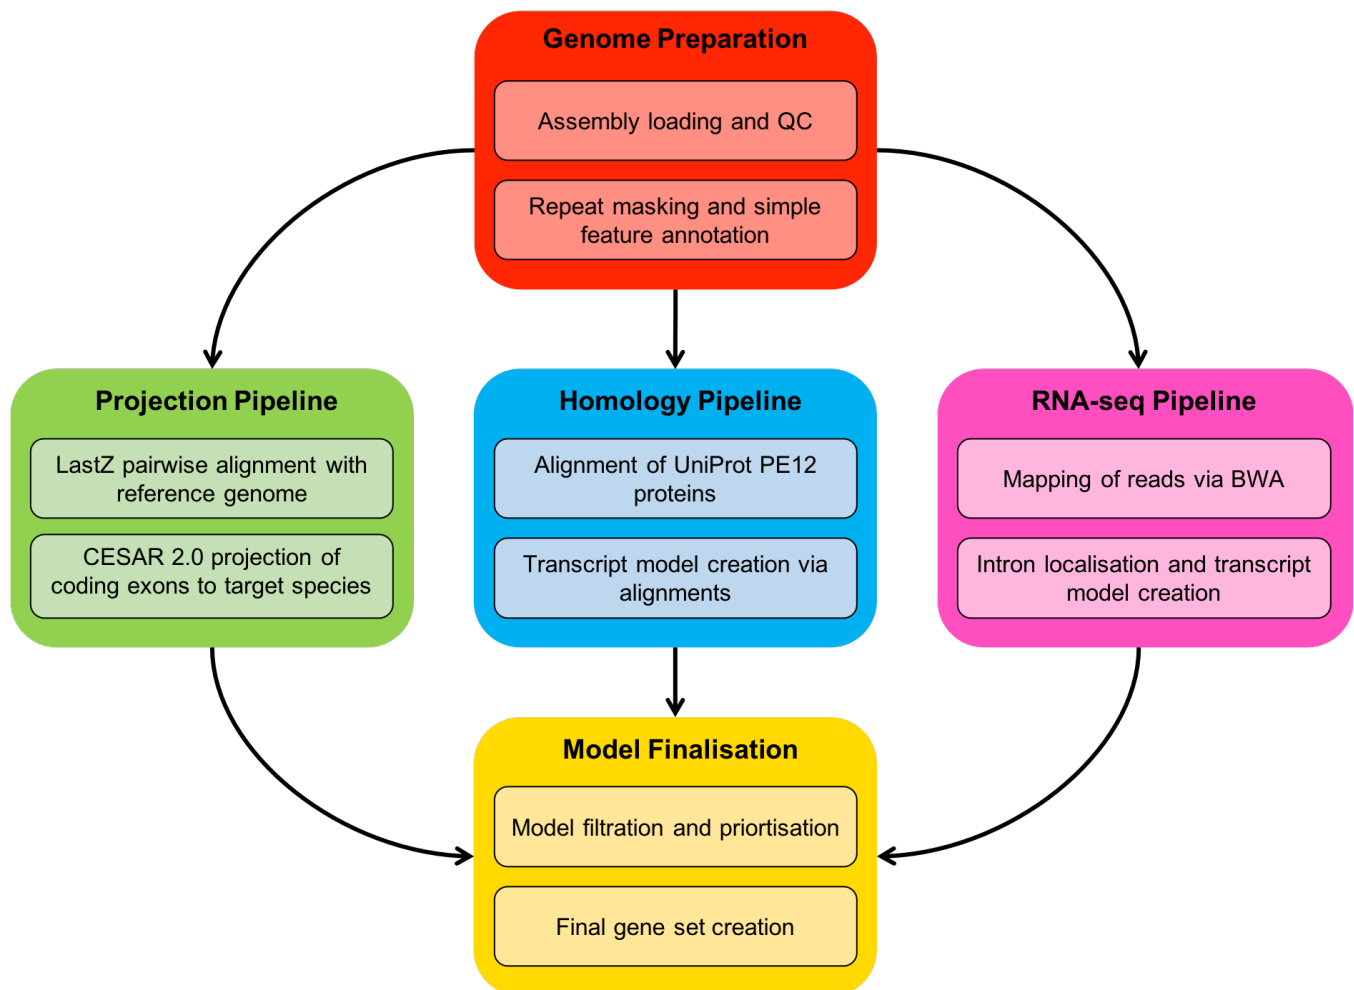 Genome Preparation
Assembly loading and QC
Repeat masking and simple
feature annotation
Projection Pipeline
LastZ pairwise alignment with
reference genome
CESAR 2.0 projection of
coding exons to target species
Homology Pipeline
Alignment of UniProt PE12
proteins
Transcript model creation via
alignments
RNA-seq Pipeline
Mapping of reads via BWA
Intron localisation and transcript
model creation
Model Finalisation
Model filtration and priortisation
Final gene set creation